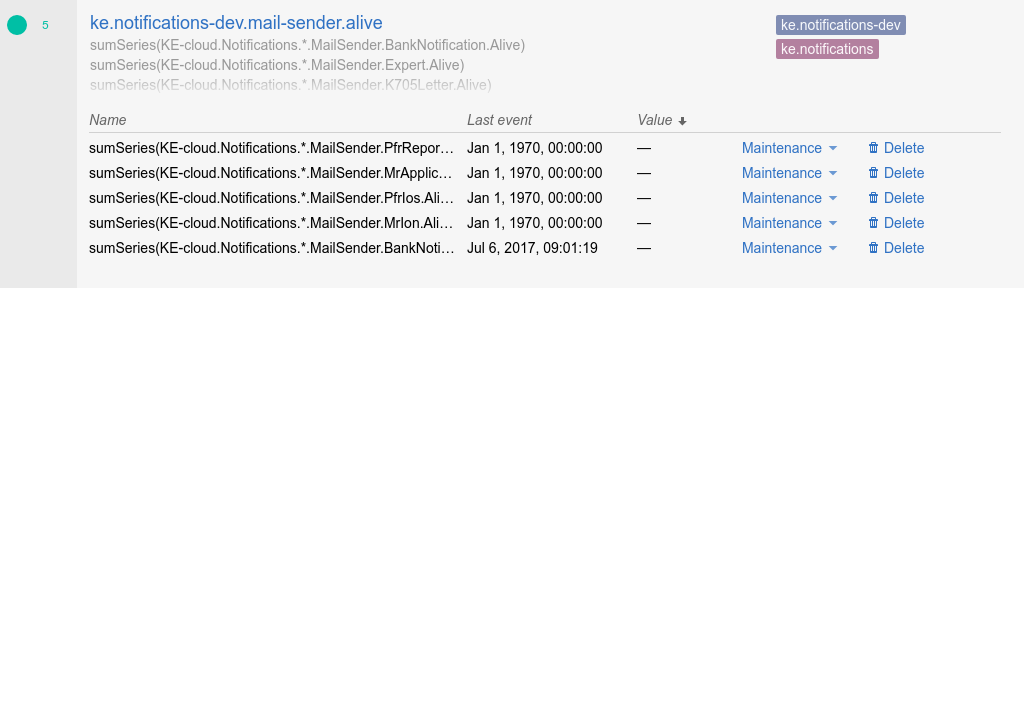 5
ke.notifications-dev.mail-sender.alive
ke.notifications-dev
sumSeries(KE-cloud.Notifications.*.MailSender.BankNotification.Alive)
ke.notifications
sumSeries(KE-cloud.Notifications.*.MailSender.Expert.Alive)
sumSeries(KE-cloud.Notifications.*.MailSender.K705Letter.Alive)
Name Last event Value
sumSeries(KE-cloud.Notifications.*.MailSender.PfrRepor… Jan 1, 1970, 00:00:00 — Maintenance Delete
sumSeries(KE-cloud.Notifications.*.MailSender.MrApplic… Jan 1, 1970, 00:00:00 — Maintenance Delete
sumSeries(KE-cloud.Notifications.*.MailSender.PfrIos.Ali… Jan 1, 1970, 00:00:00 — Maintenance Delete
sumSeries(KE-cloud.Notifications.*.MailSender.MrIon.Ali… Jan 1, 1970, 00:00:00 — Maintenance Delete
sumSeries(KE-cloud.Notifications.*.MailSender.BankNoti… Jul 6, 2017, 09:01:19 — Maintenance Delete